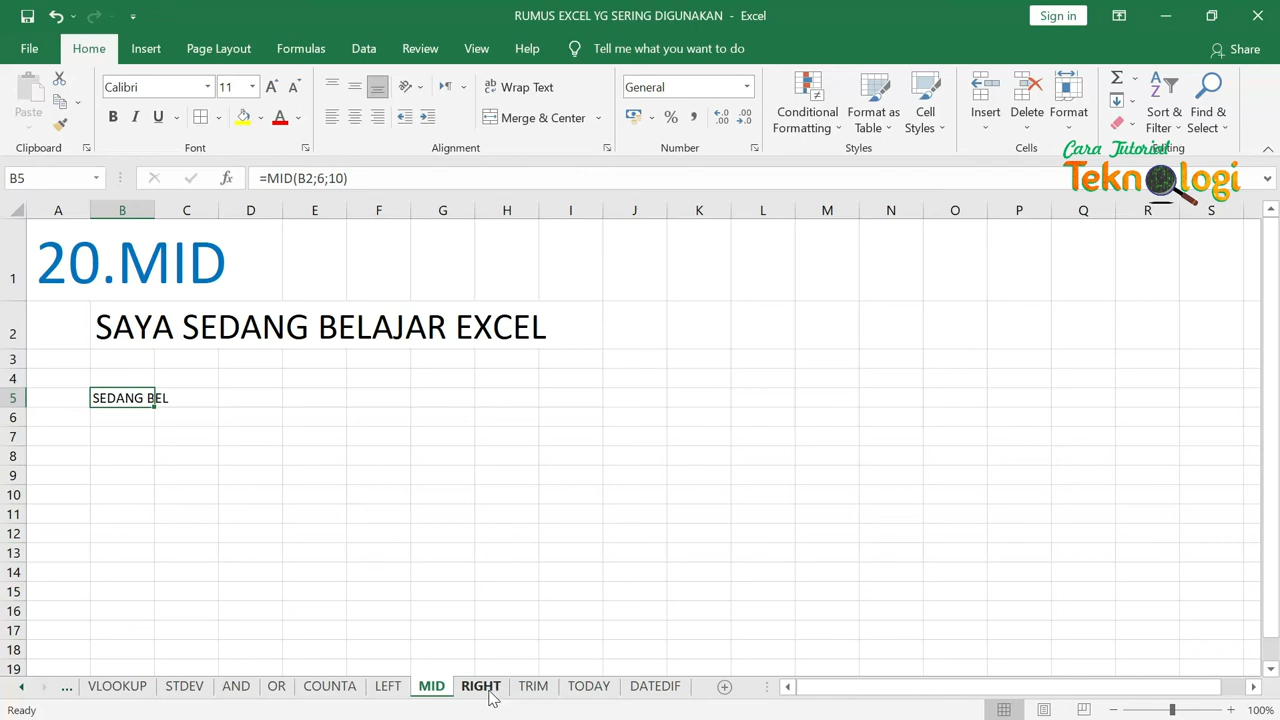 RUMUS EXCEL YG SERING DIGUNAKAN - Excel
Sign in
File Home Insert Page Layout Formulas Data Review View Help Tell me what you want to do Share
Paste
Calibri 11
Wrap Text
General
Merge & Center
Conditional Formatting
Format as Table
Cell Styles
Insert
Delete
Format
Sort & Filter
Find & Select
Clipboard Font Alignment Number Styles Cells Editing
Cara Tutorial
Teknologi
B5 fx =MID(B2;6;10)
A B C D E F G H I J K L M N O P Q R S
1 20.MID
2 SAYA SEDANG BELAJAR EXCEL
3
4
5 SEDANG BEL
6
7
8
9
10
11
12
13
14
15
16
17
18
19
... VLOOKUP STDEV AND OR COUNTA LEFT MID RIGHT TRIM TODAY DATEDIF
Ready 100%